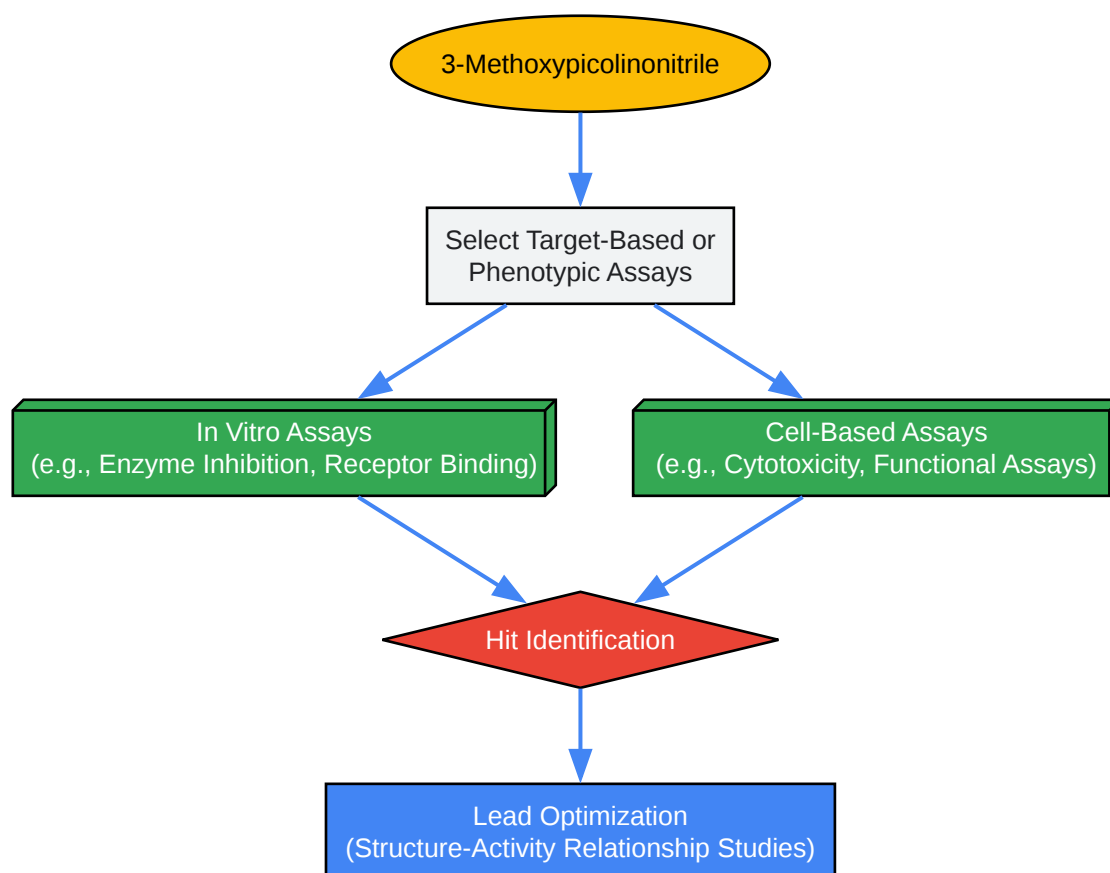 3-Methoxypicolinonitrile
Select Target-Based or
Phenotypic Assays
In Vitro Assays
(e.g., Enzyme Inhibition, Receptor Binding)
Cell-Based Assays
(e.g., Cytotoxicity, Functional Assays)
Hit Identification
Lead Optimization
(Structure-Activity Relationship Studies)